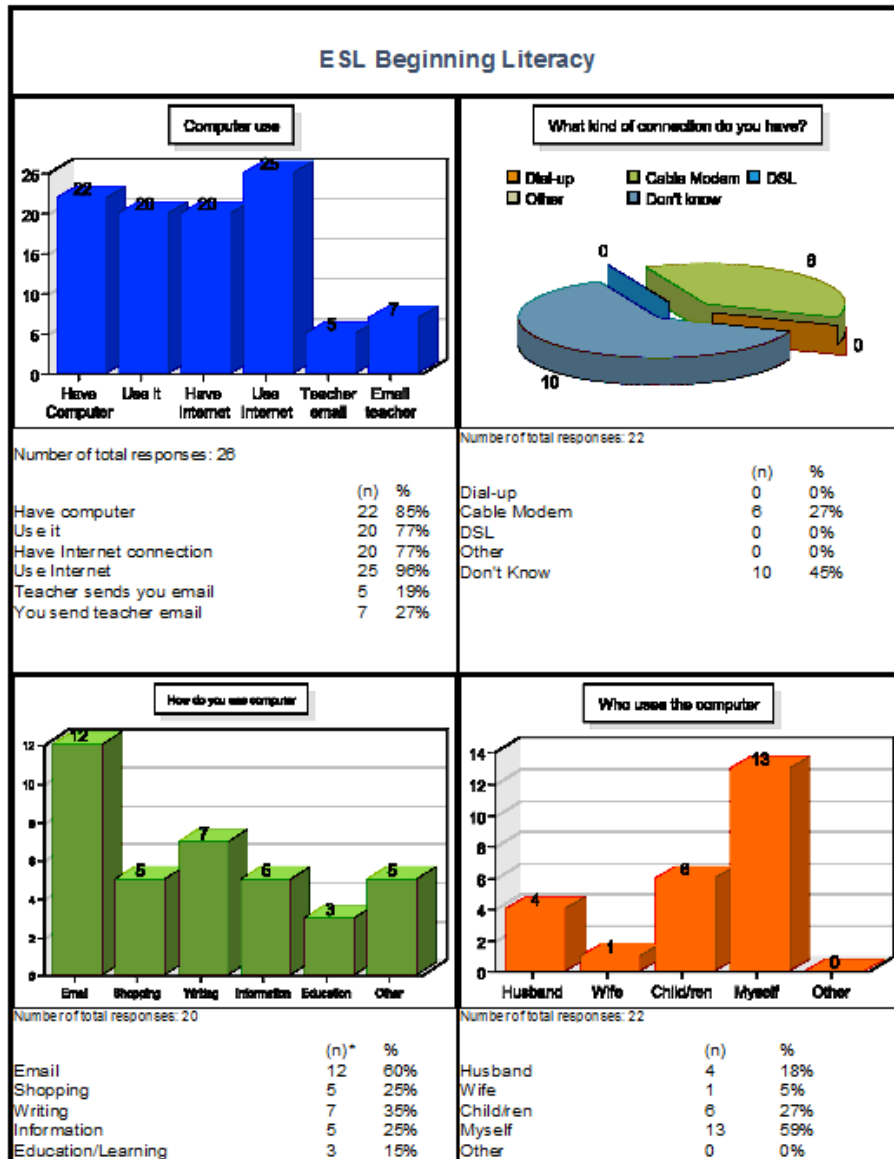 ESL Beginning Literacy
Computer use
26
20
16
10
6
0
22
20
20
25
5
7
Have Computer
Use it
Have Internet
Use Internet
Teacher email
Email teacher
Number of total responses: 26
(n) %
Have computer 22 85%
Use it 20 77%
Have Internet connection 20 77%
Use Internet 25 96%
Teacher sends you email 5 19%
You send teacher email 7 27%
What kind of connection do you have?
Dial-up Cable Modem DSL
Other Don't know
0
6
0
10
Number of total responses: 22
(n) %
Dial-up 0 0%
Cable Modem 6 27%
DSL 0 0%
Other 0 0%
Don't Know 10 45%
How do you use computer
12
10
8
6
4
2
0
12
5
7
5
3
5
Email
Shopping
Writing
Information
Education
Other
Number of total responses: 20
(n)* %
Email 12 60%
Shopping 5 25%
Writing 7 35%
Information 5 25%
Education/Learning 3 15%
Who uses the computer
14
12
10
8
6
4
2
0
4
1
6
13
0
Husband
Wife
Child/ren
Myself
Other
Number of total responses: 22
(n) %
Husband 4 18%
Wife 1 5%
Child/ren 6 27%
Myself 13 59%
Other 0 0%